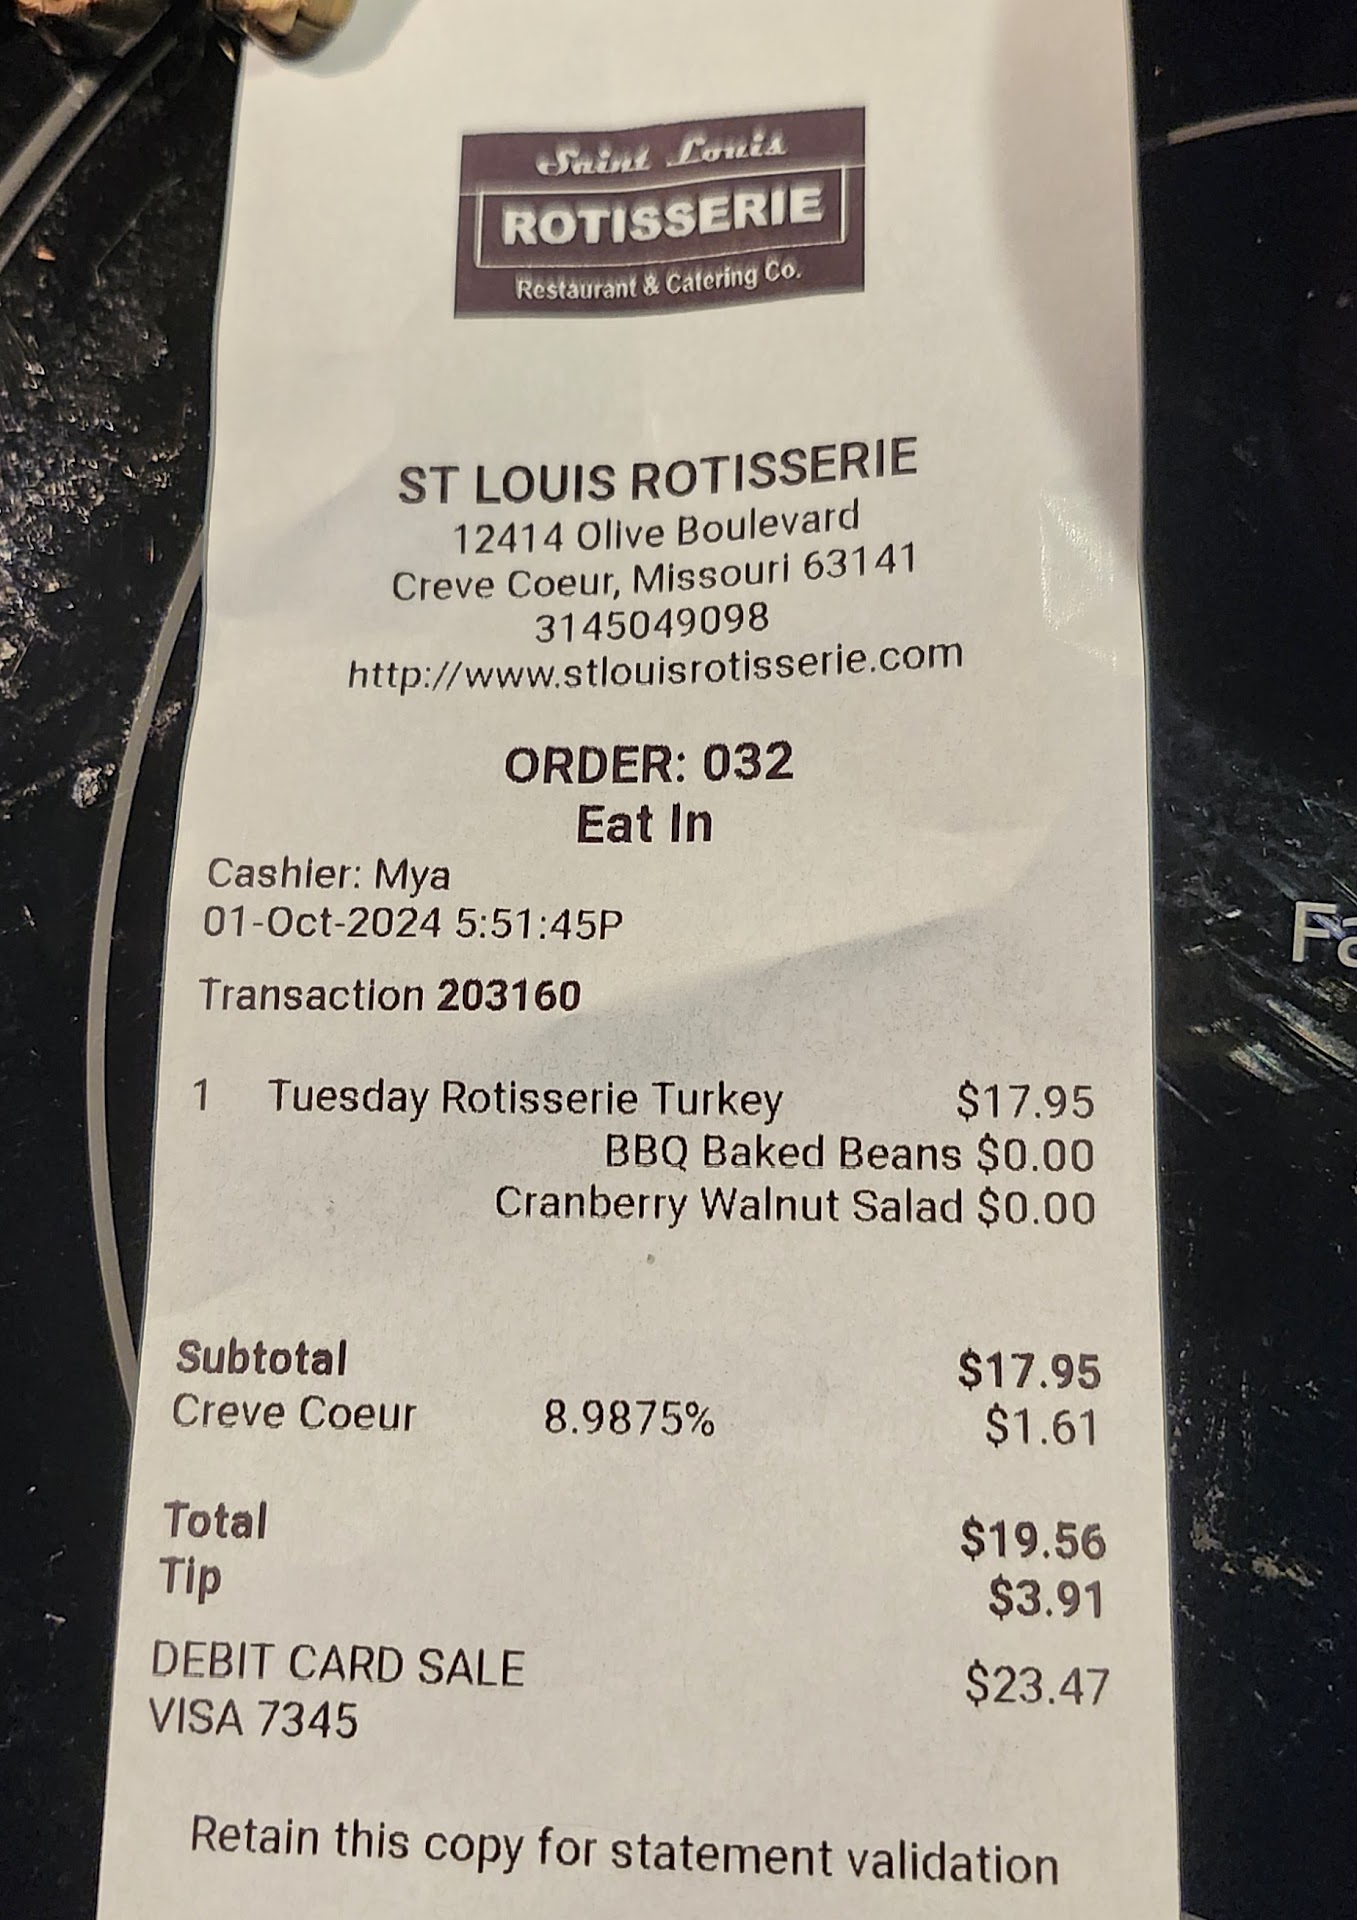 Saint Louis
ROTISSERIE
Restaurant & Catering Co.
ST LOUIS ROTISSERIE
12414 Olive Boulevard
Creve Coeur, Missouri 63141
3145049098
http://www.stlouisrotisserie.com
ORDER: 032
Eat In
Cashier: Mya
01-Oct-2024 5:51:45P
Transaction 203160
1 Tuesday Rotisserie Turkey $17.95
BBQ Baked Beans $0.00
Cranberry Walnut Salad $0.00
Subtotal $17.95
Creve Coeur 8.9875% $1.61
Total $19.56
Tip $3.91
DEBIT CARD SALE $23.47
VISA 7345
Retain this copy for statement validation